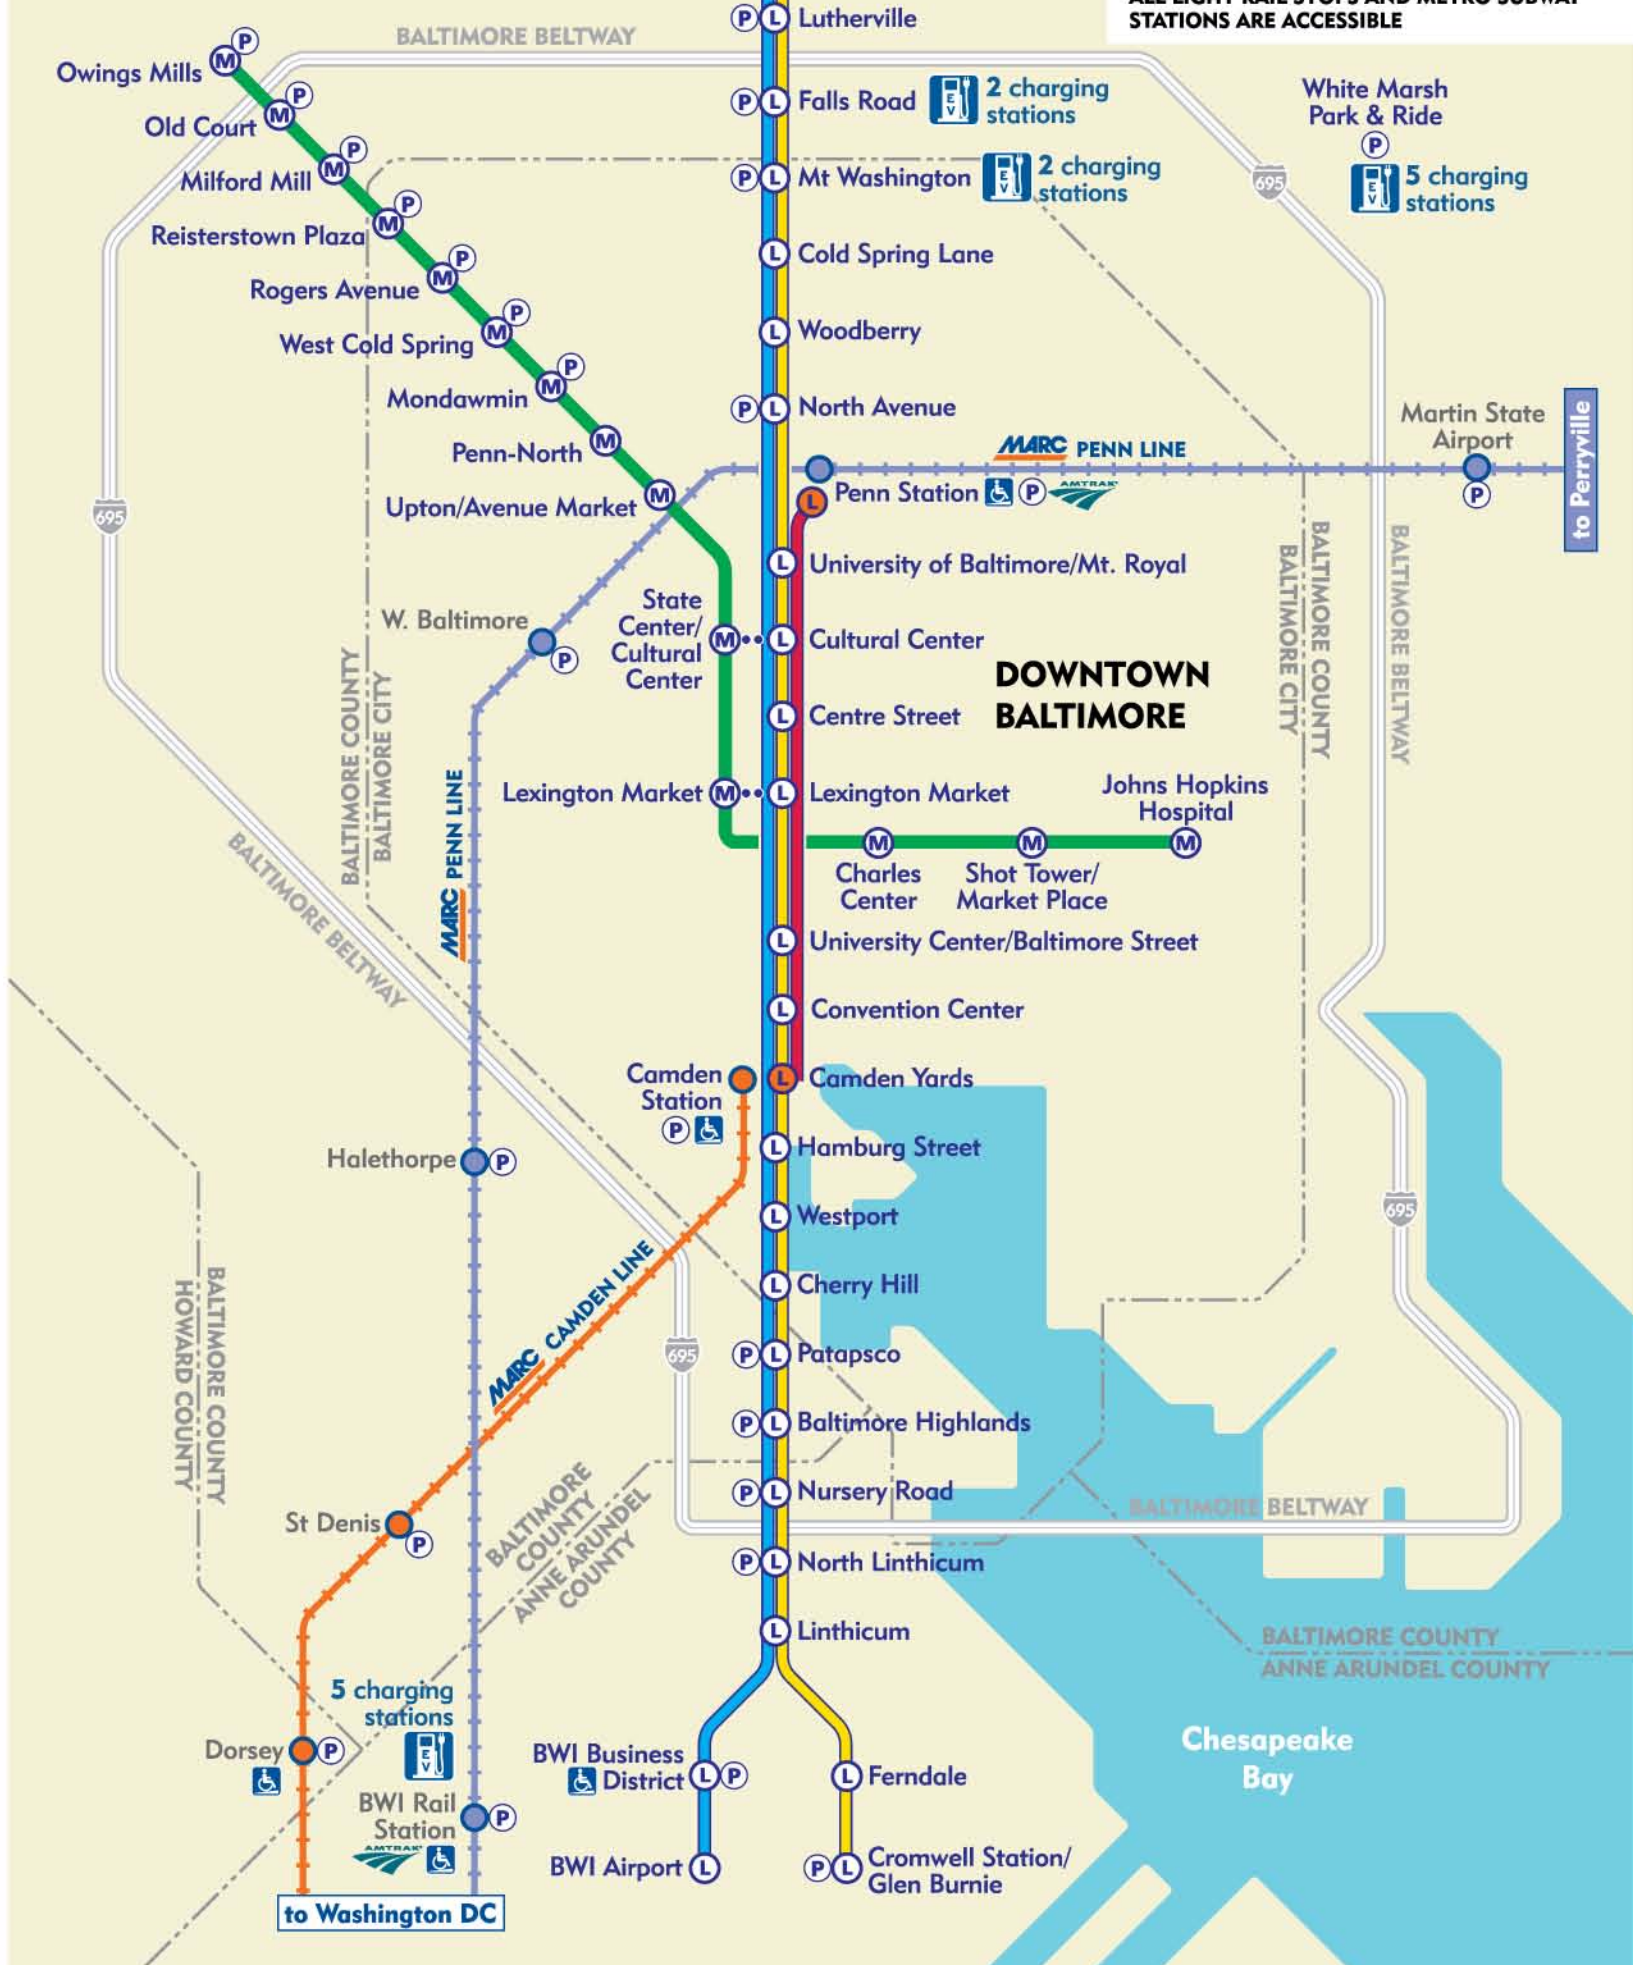 ALL LIGHT RAIL STOPS AND METRO SUBWAY
STATIONS ARE ACCESSIBLE
BALTIMORE BELTWAY
P L Lutherville
Owings Mills M P
P L Falls Road
EV
2 charging
stations
White Marsh
Park & Ride
P
EV
5 charging
stations
Old Court M P
Milford Mill M P
P L Mt Washington
EV
2 charging
stations
695
Reisterstown Plaza M P
L Cold Spring Lane
Rogers Avenue M P
West Cold Spring M P
L Woodberry
Mondawmin M P
P L North Avenue
Martin State
Airport
P
to Perryville
Penn-North M
MARC PENN LINE
Upton/Avenue Market M
L Penn Station P AMTRAK
695
BALTIMORE COUNTY
BALTIMORE CITY
BALTIMORE BELTWAY
L University of Baltimore/Mt. Royal
W. Baltimore
P
State
Center/
Cultural
Center
M L Cultural Center
DOWNTOWN
BALTIMORE
BALTIMORE COUNTY
BALTIMORE CITY
L Centre Street
MARC PENN LINE
Lexington Market M L Lexington Market
Johns Hopkins
Hospital
M M M
Charles
Center
Shot Tower/
Market Place
BALTIMORE BELTWAY
L University Center/Baltimore Street
L Convention Center
Camden
Station
P
L Camden Yards
L Hamburg Street
Halethorpe P
L Westport
695
MARC CAMDEN LINE
L Cherry Hill
BALTIMORE COUNTY
HOWARD COUNTY
695
P L Patapsco
P L Baltimore Highlands
P L Nursery Road
BALTIMORE BELTWAY
St Denis
P
BALTIMORE
COUNTY
ANNE ARUNDEL
COUNTY
P L North Linthicum
L Linthicum
BALTIMORE COUNTY
ANNE ARUNDEL COUNTY
5 charging
stations
EV
Dorsey P
BWI Business
District L P
L Ferndale
Chesapeake
Bay
BWI Rail
Station
P
AMTRAK
BWI Airport L
P L Cromwell Station/
Glen Burnie
to Washington DC